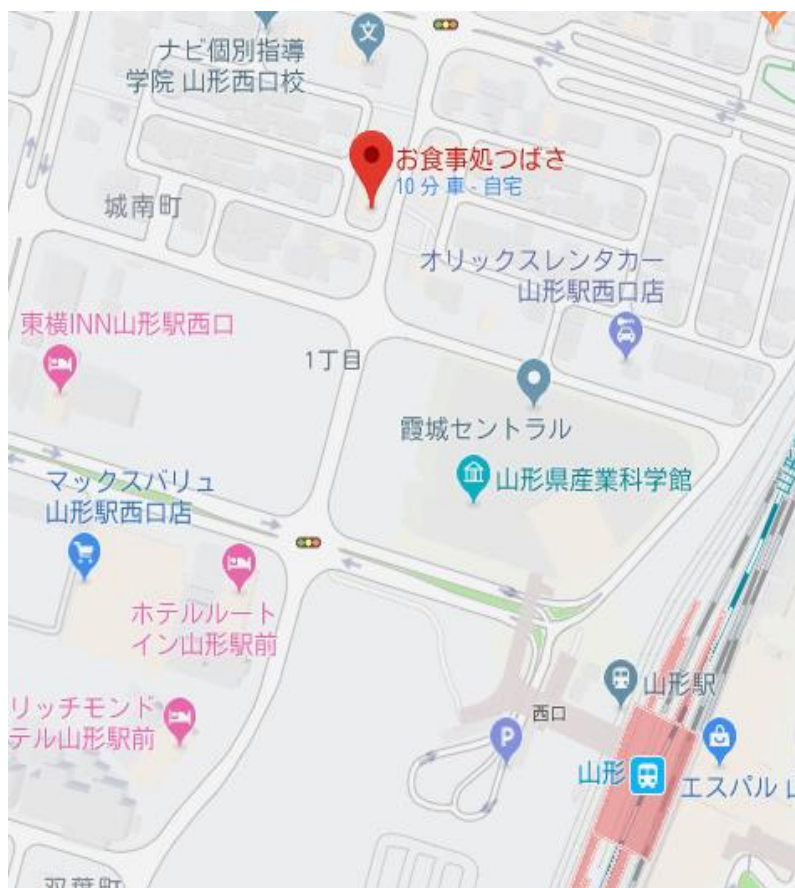 ナビ個別指導
学院 山形西口校
お食事処つばさ
10 分 車 - 自宅
城南町
オリックスレンタカー
山形駅西口店
東横INN山形駅西口
1丁目
霞城セントラル
山形県産業科学館
マックスバリュ
山形駅西口店
ホテルルート
イン山形駅前
リッチモンド
テル山形駅前
山形駅
西口
P
山形
エスパル 山
双葉町